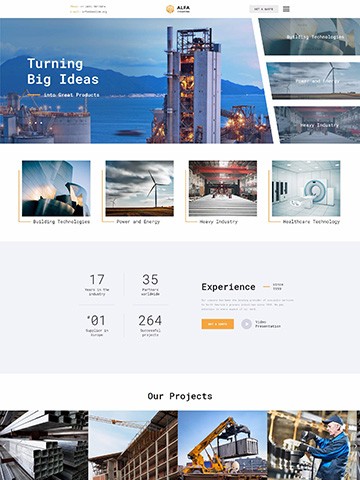 ALFA
GET A QUOTE
Turning
Big Ideas
into Great Products
Building Technologies
Power and Energy
Heavy Industry
Building Technologies
Power and Energy
Heavy Industry
Healthcare Technology
17
Years in the
industry
35
Partners
worldwide
01
Supplier in
Europe
264
Successful
projects
Experience
SINCE
GET A QUOTE
Video
Presentation
Our Projects